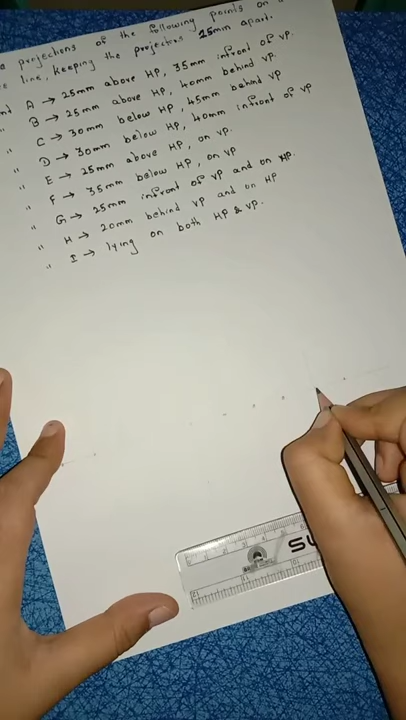 projections of the following points on a
line, keeping the projectors 25mm apart.
A → 25mm above HP, 35mm infront of VP.
" B → 25mm above HP, 40mm behind VP.
" C → 30mm below HP, 45mm behind VP
" D → 30mm below HP, 40mm infront of VP
" E → 25mm above HP, on VP.
" F → 35mm below HP, on VP
" G → 25mm infront of VP and on HP.
" H → 20mm behind VP and on HP
" I → lying on both HP & VP.